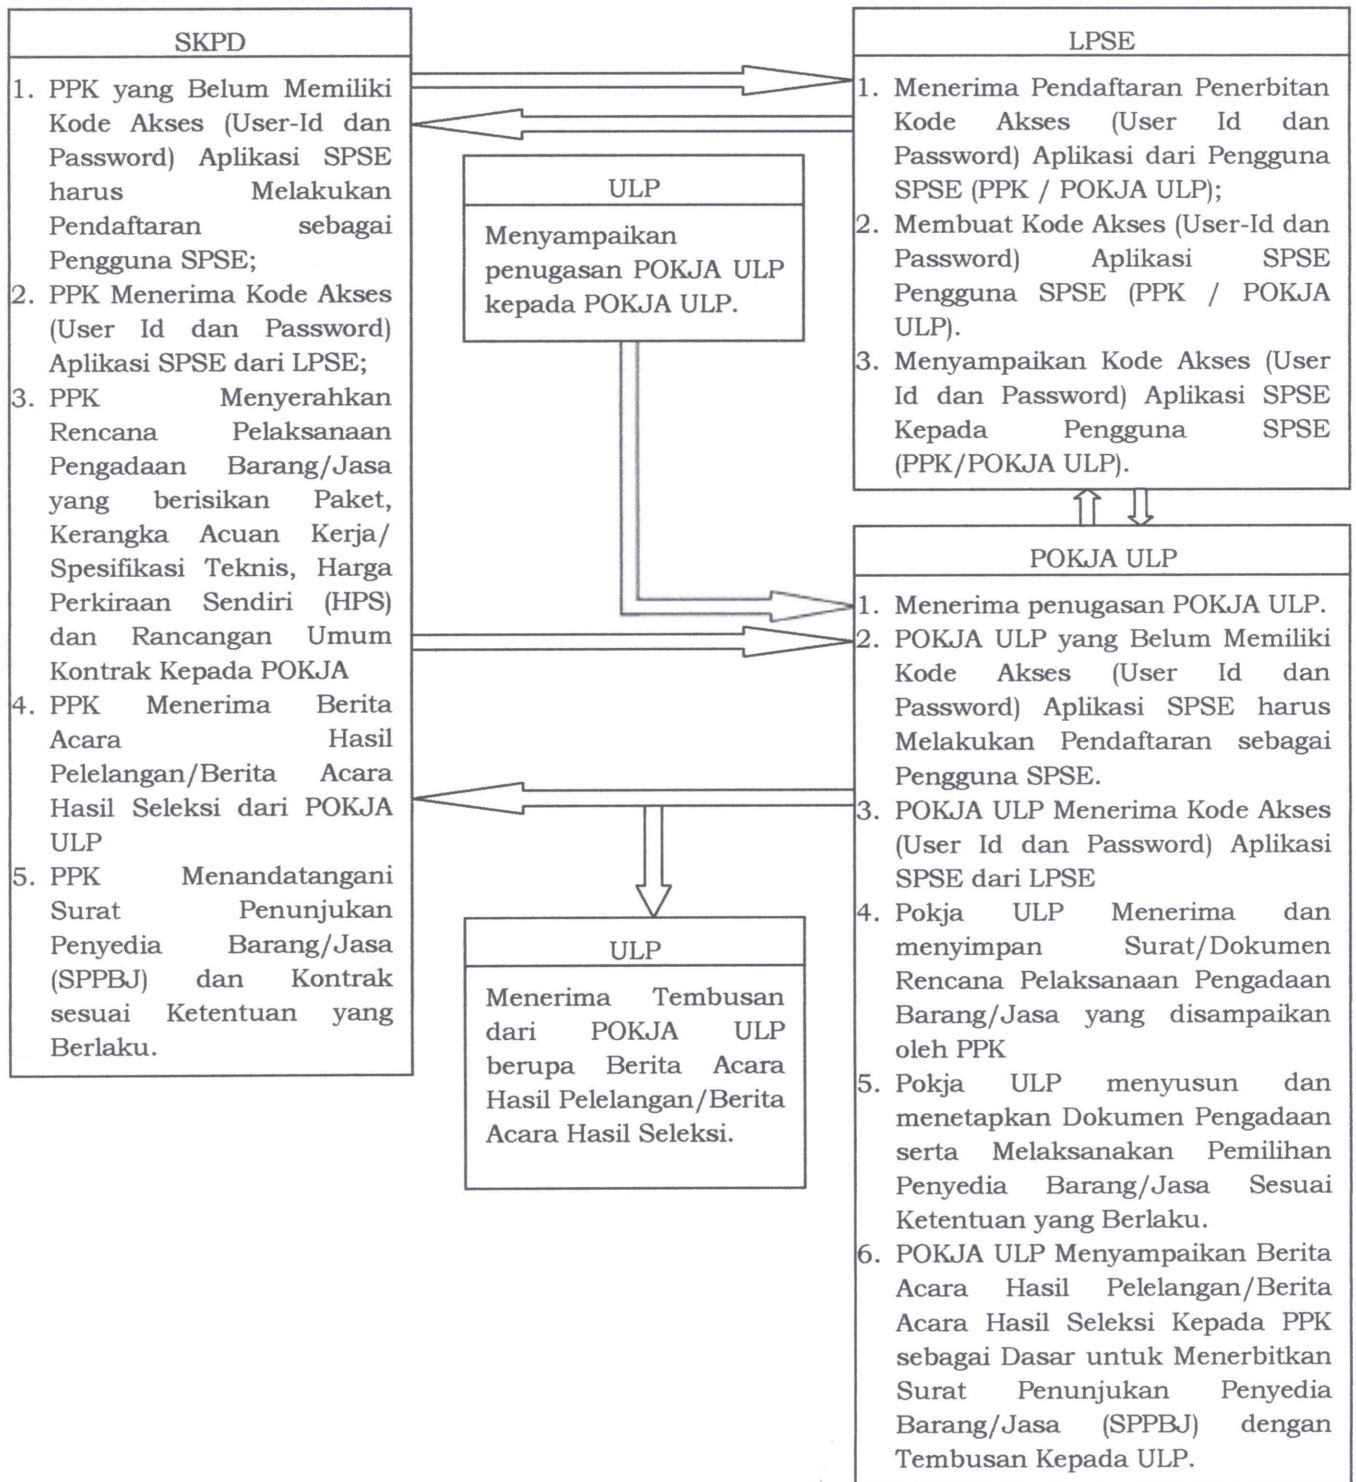 SKPD
1. PPK yang Belum Memiliki
Kode Akses (User-Id dan
Password) Aplikasi SPSE
harus Melakukan
Pendaftaran sebagai
Pengguna SPSE;
2. PPK Menerima Kode Akses
(User Id dan Password)
Aplikasi SPSE dari LPSE;
3. PPK Menyerahkan
Rencana Pelaksanaan
Pengadaan Barang/Jasa
yang berisikan Paket,
Kerangka Acuan Kerja/
Spesifikasi Teknis, Harga
Perkiraan Sendiri (HPS)
dan Rancangan Umum
Kontrak Kepada POKJA
4. PPK Menerima Berita
Acara Hasil
Pelelangan/Berita Acara
Hasil Seleksi dari POKJA
ULP
5. PPK Menandatangani
Surat Penunjukan
Penyedia Barang/Jasa
(SPPBJ) dan Kontrak
sesuai Ketentuan yang
Berlaku.
ULP
Menyampaikan
penugasan POKJA ULP
kepada POKJA ULP.
LPSE
1. Menerima Pendaftaran Penerbitan
Kode Akses (User Id dan
Password) Aplikasi dari Pengguna
SPSE (PPK / POKJA ULP);
2. Membuat Kode Akses (User-Id dan
Password) Aplikasi SPSE
Pengguna SPSE (PPK / POKJA
ULP).
3. Menyampaikan Kode Akses (User
Id dan Password) Aplikasi SPSE
Kepada Pengguna SPSE
(PPK/POKJA ULP).
POKJA ULP
1. Menerima penugasan POKJA ULP.
2. POKJA ULP yang Belum Memiliki
Kode Akses (User Id dan
Password) Aplikasi SPSE harus
Melakukan Pendaftaran sebagai
Pengguna SPSE.
3. POKJA ULP Menerima Kode Akses
(User Id dan Password) Aplikasi
SPSE dari LPSE
4. Pokja ULP Menerima dan
menyimpan Surat/Dokumen
Rencana Pelaksanaan Pengadaan
Barang/Jasa yang disampaikan
oleh PPK
5. Pokja ULP menyusun dan
menetapkan Dokumen Pengadaan
serta Melaksanakan Pemilihan
Penyedia Barang/Jasa Sesuai
Ketentuan yang Berlaku.
6. POKJA ULP Menyampaikan Berita
Acara Hasil Pelelangan/Berita
Acara Hasil Seleksi Kepada PPK
sebagai Dasar untuk Menerbitkan
Surat Penunjukan Penyedia
Barang/Jasa (SPPBJ) dengan
Tembusan Kepada ULP.
ULP
Menerima Tembusan
dari POKJA ULP
berupa Berita Acara
Hasil Pelelangan/Berita
Acara Hasil Seleksi.